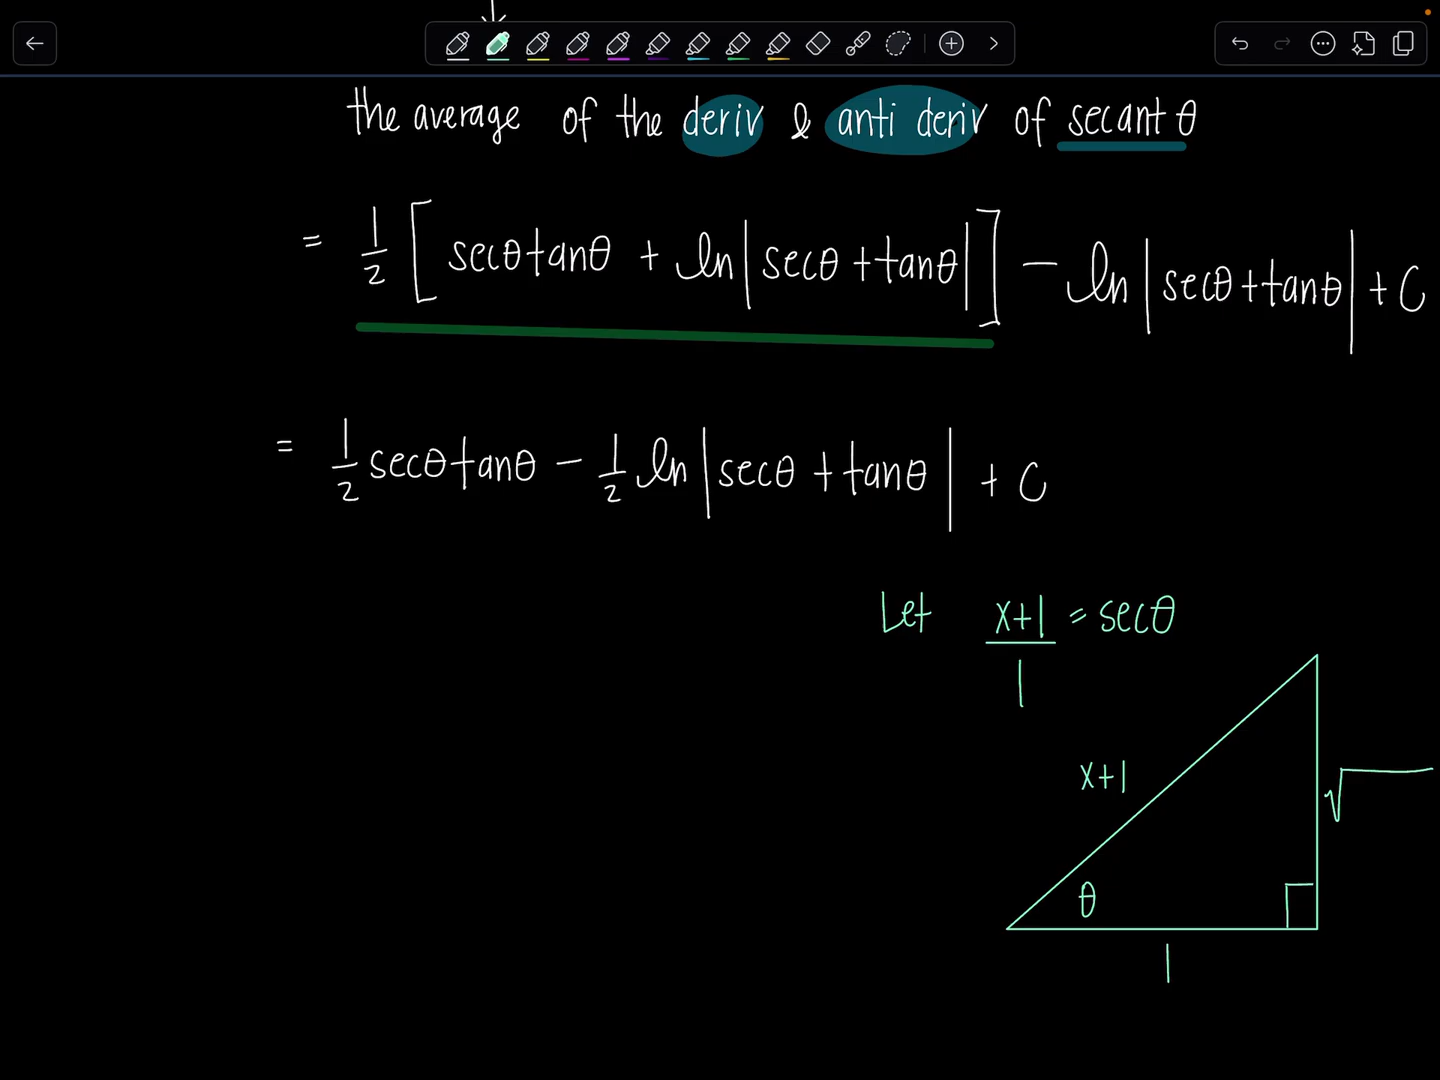 the average of the deriv & anti deriv of secant θ
= 1/2 [ secθtanθ + ln|secθ+tanθ| ] − ln|secθ+tanθ| + C
= 1/2 secθtanθ − 1/2 ln|secθ+tanθ| + C
Let (x+1)/1 = secθ
x+1
√
θ
1